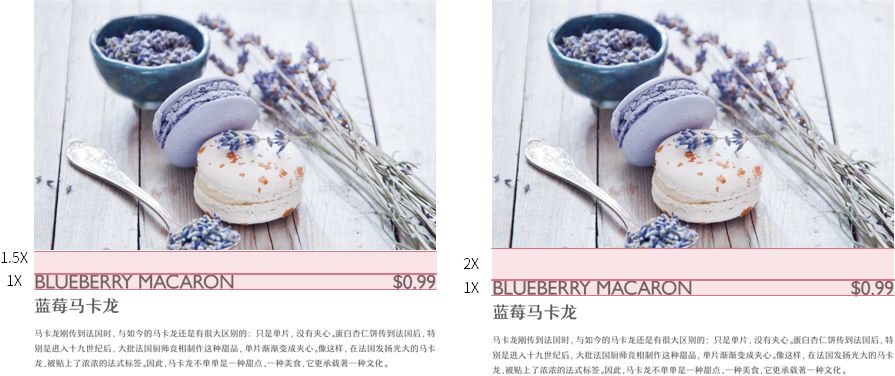 1.5X
1X
BLUEBERRY MACARON $0.99
蓝莓马卡龙
马卡龙刚传到法国时，与如今的马卡龙还是有很大区别的：只是单片，没有夹心。蛋白杏仁饼传到法国后，特
别是进入十九世纪后，大批法国厨师竞相制作这种甜品，单片渐渐变成夹心。像这样，在法国发扬光大的马卡
龙，被贴上了浓浓的法式标签。因此，马卡龙不单单是一种甜点，一种美食，它更承载著一种文化。
2X
1X
BLUEBERRY MACARON $0.99
蓝莓马卡龙
马卡龙刚传到法国时，与如今的马卡龙还是有很大区别的：只是单片，没有夹心。蛋白杏仁饼传到法国后，特
别是进入十九世纪后，大批法国厨师竞相制作这种甜品，单片渐渐变成夹心。像这样，在法国发扬光大的马卡
龙，被贴上了浓浓的法式标签。因此，马卡龙不单单是一种甜点，一种美食，它更承载著一种文化。